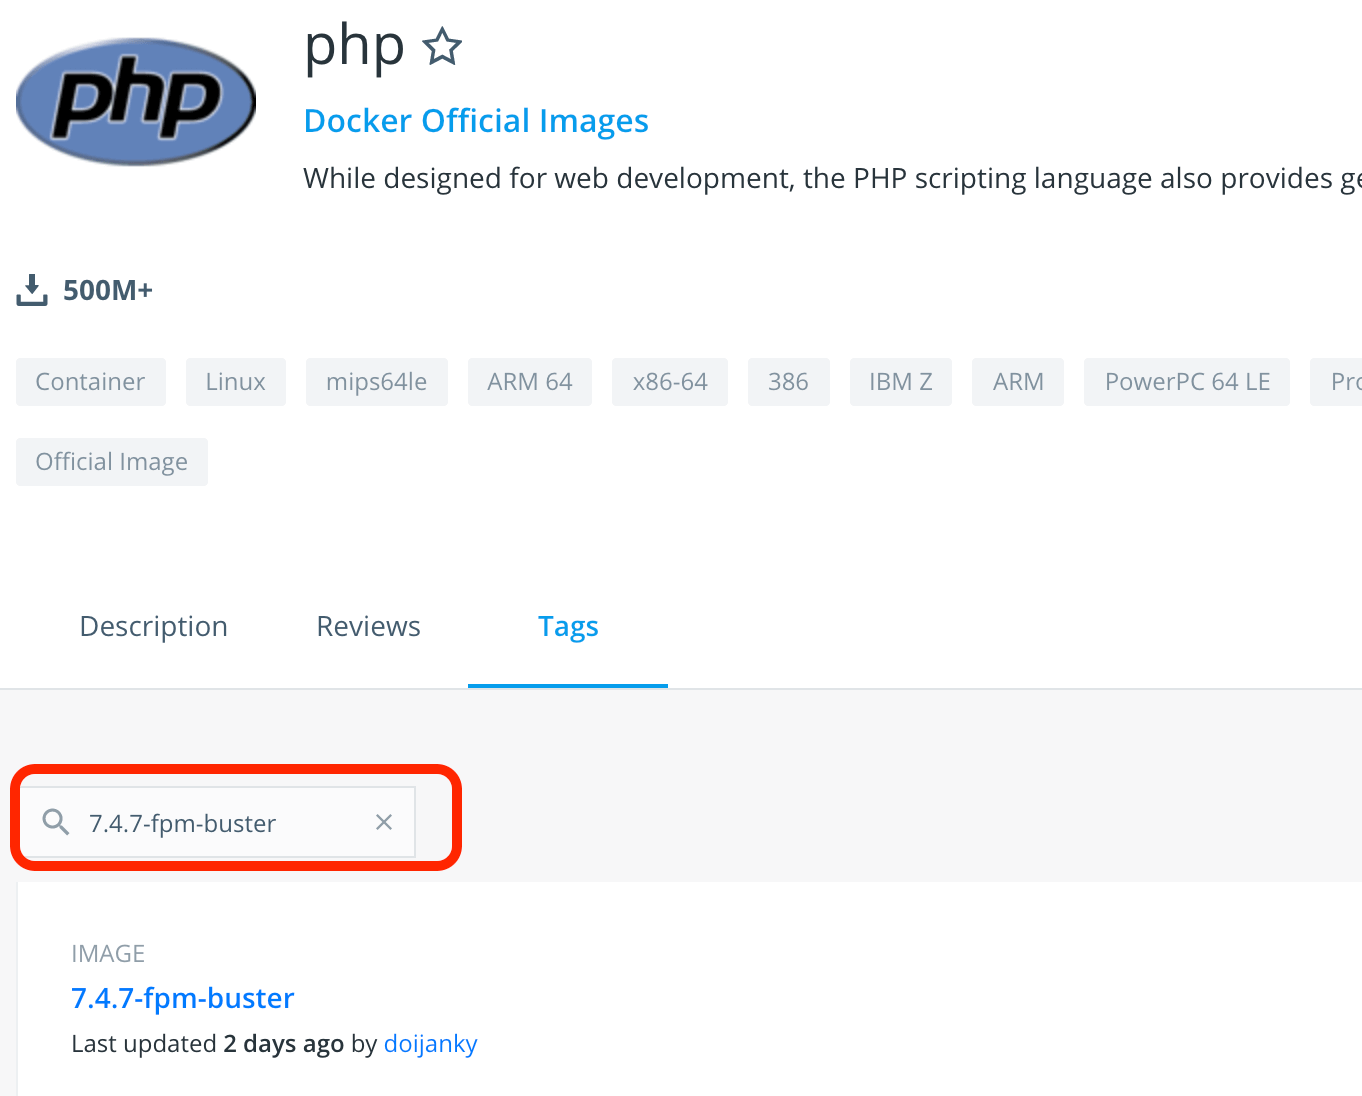 php
php
Docker Official Images
While designed for web development, the PHP scripting language also provides
500M+
Container Linux mips64le ARM 64 x86-64 386 IBM Z ARM PowerPC 64 LE
Official Image
Description Reviews Tags
7.4.7-fpm-buster
IMAGE
7.4.7-fpm-buster
Last updated 2 days ago by doijanky